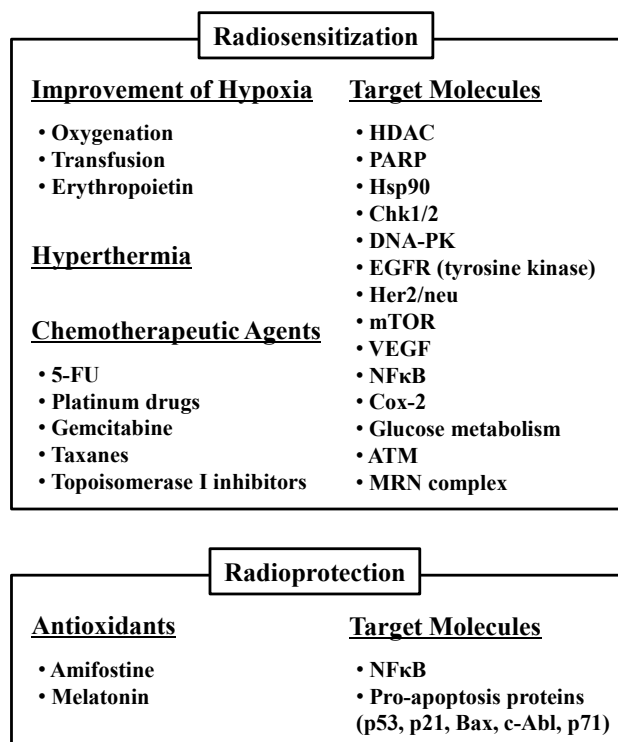 Radiosensitization
Improvement of Hypoxia
• Oxygenation
• Transfusion
• Erythropoietin
Hyperthermia
Chemotherapeutic Agents
• 5-FU
• Platinum drugs
• Gemcitabine
• Taxanes
• Topoisomerase I inhibitors
Target Molecules
• HDAC
• PARP
• Hsp90
• Chk1/2
• DNA-PK
• EGFR (tyrosine kinase)
• Her2/neu
• mTOR
• VEGF
• NFκB
• Cox-2
• Glucose metabolism
• ATM
• MRN complex
Radioprotection
Antioxidants
• Amifostine
• Melatonin
Target Molecules
• NFκB
• Pro-apoptosis proteins
(p53, p21, Bax, c-Abl, p71)